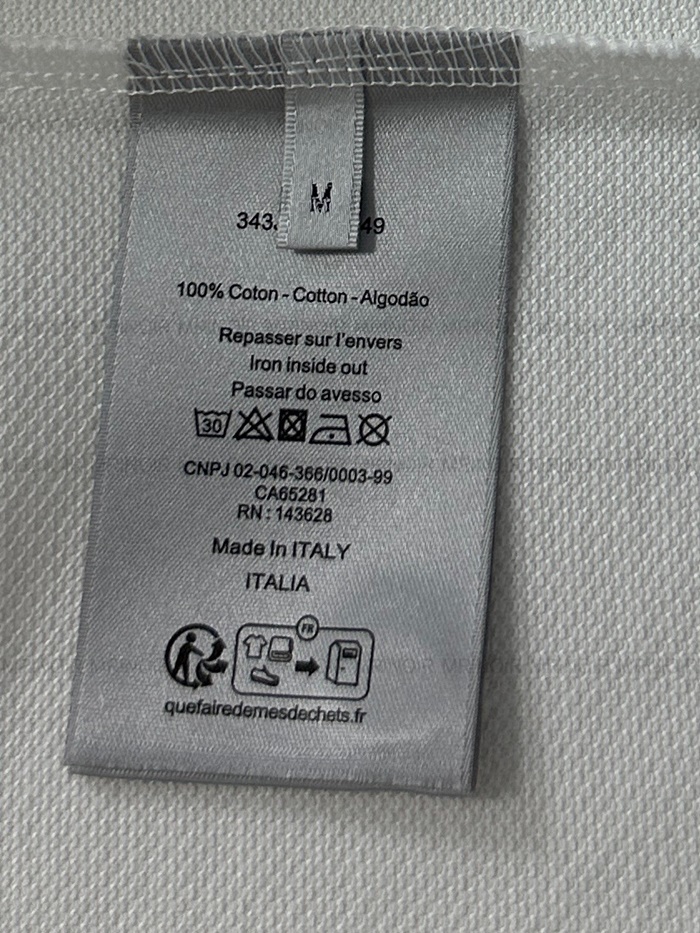 M
343. 49
100% Coton - Cotton - Algodão
Repasser sur l'envers
Iron inside out
Passar do avesso
30
CNPJ 02-046-366/0003-99
CA65281
RN : 143628
Made In ITALY
ITALIA
FR
quefairedemesdechets.fr